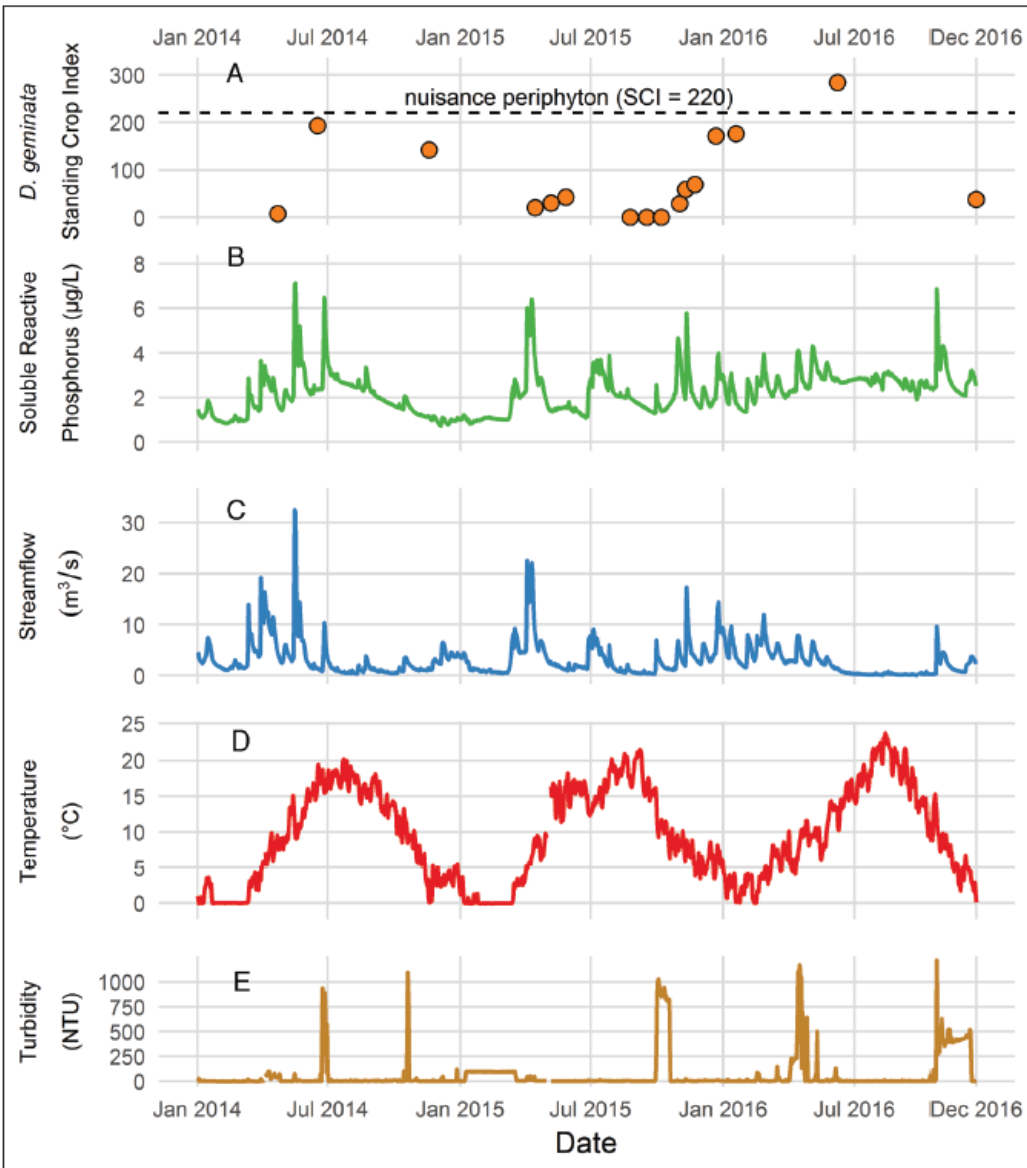 Jan 2014 Jul 2014 Jan 2015 Jul 2015 Jan 2016 Jul 2016 Dec 2016
A
nuisance periphyton (SCI = 220)
D. geminata
Standing Crop Index
300
200
100
0
B
Soluble Reactive
Phosphorus (µg/L)
8
6
4
2
0
C
Streamflow
(m³/s)
30
20
10
0
D
Temperature
(°C)
25
20
15
10
5
0
E
Turbidity
(NTU)
1000
750
500
250
0
Jan 2014 Jul 2014 Jan 2015 Jul 2015 Jan 2016 Jul 2016 Dec 2016
Date